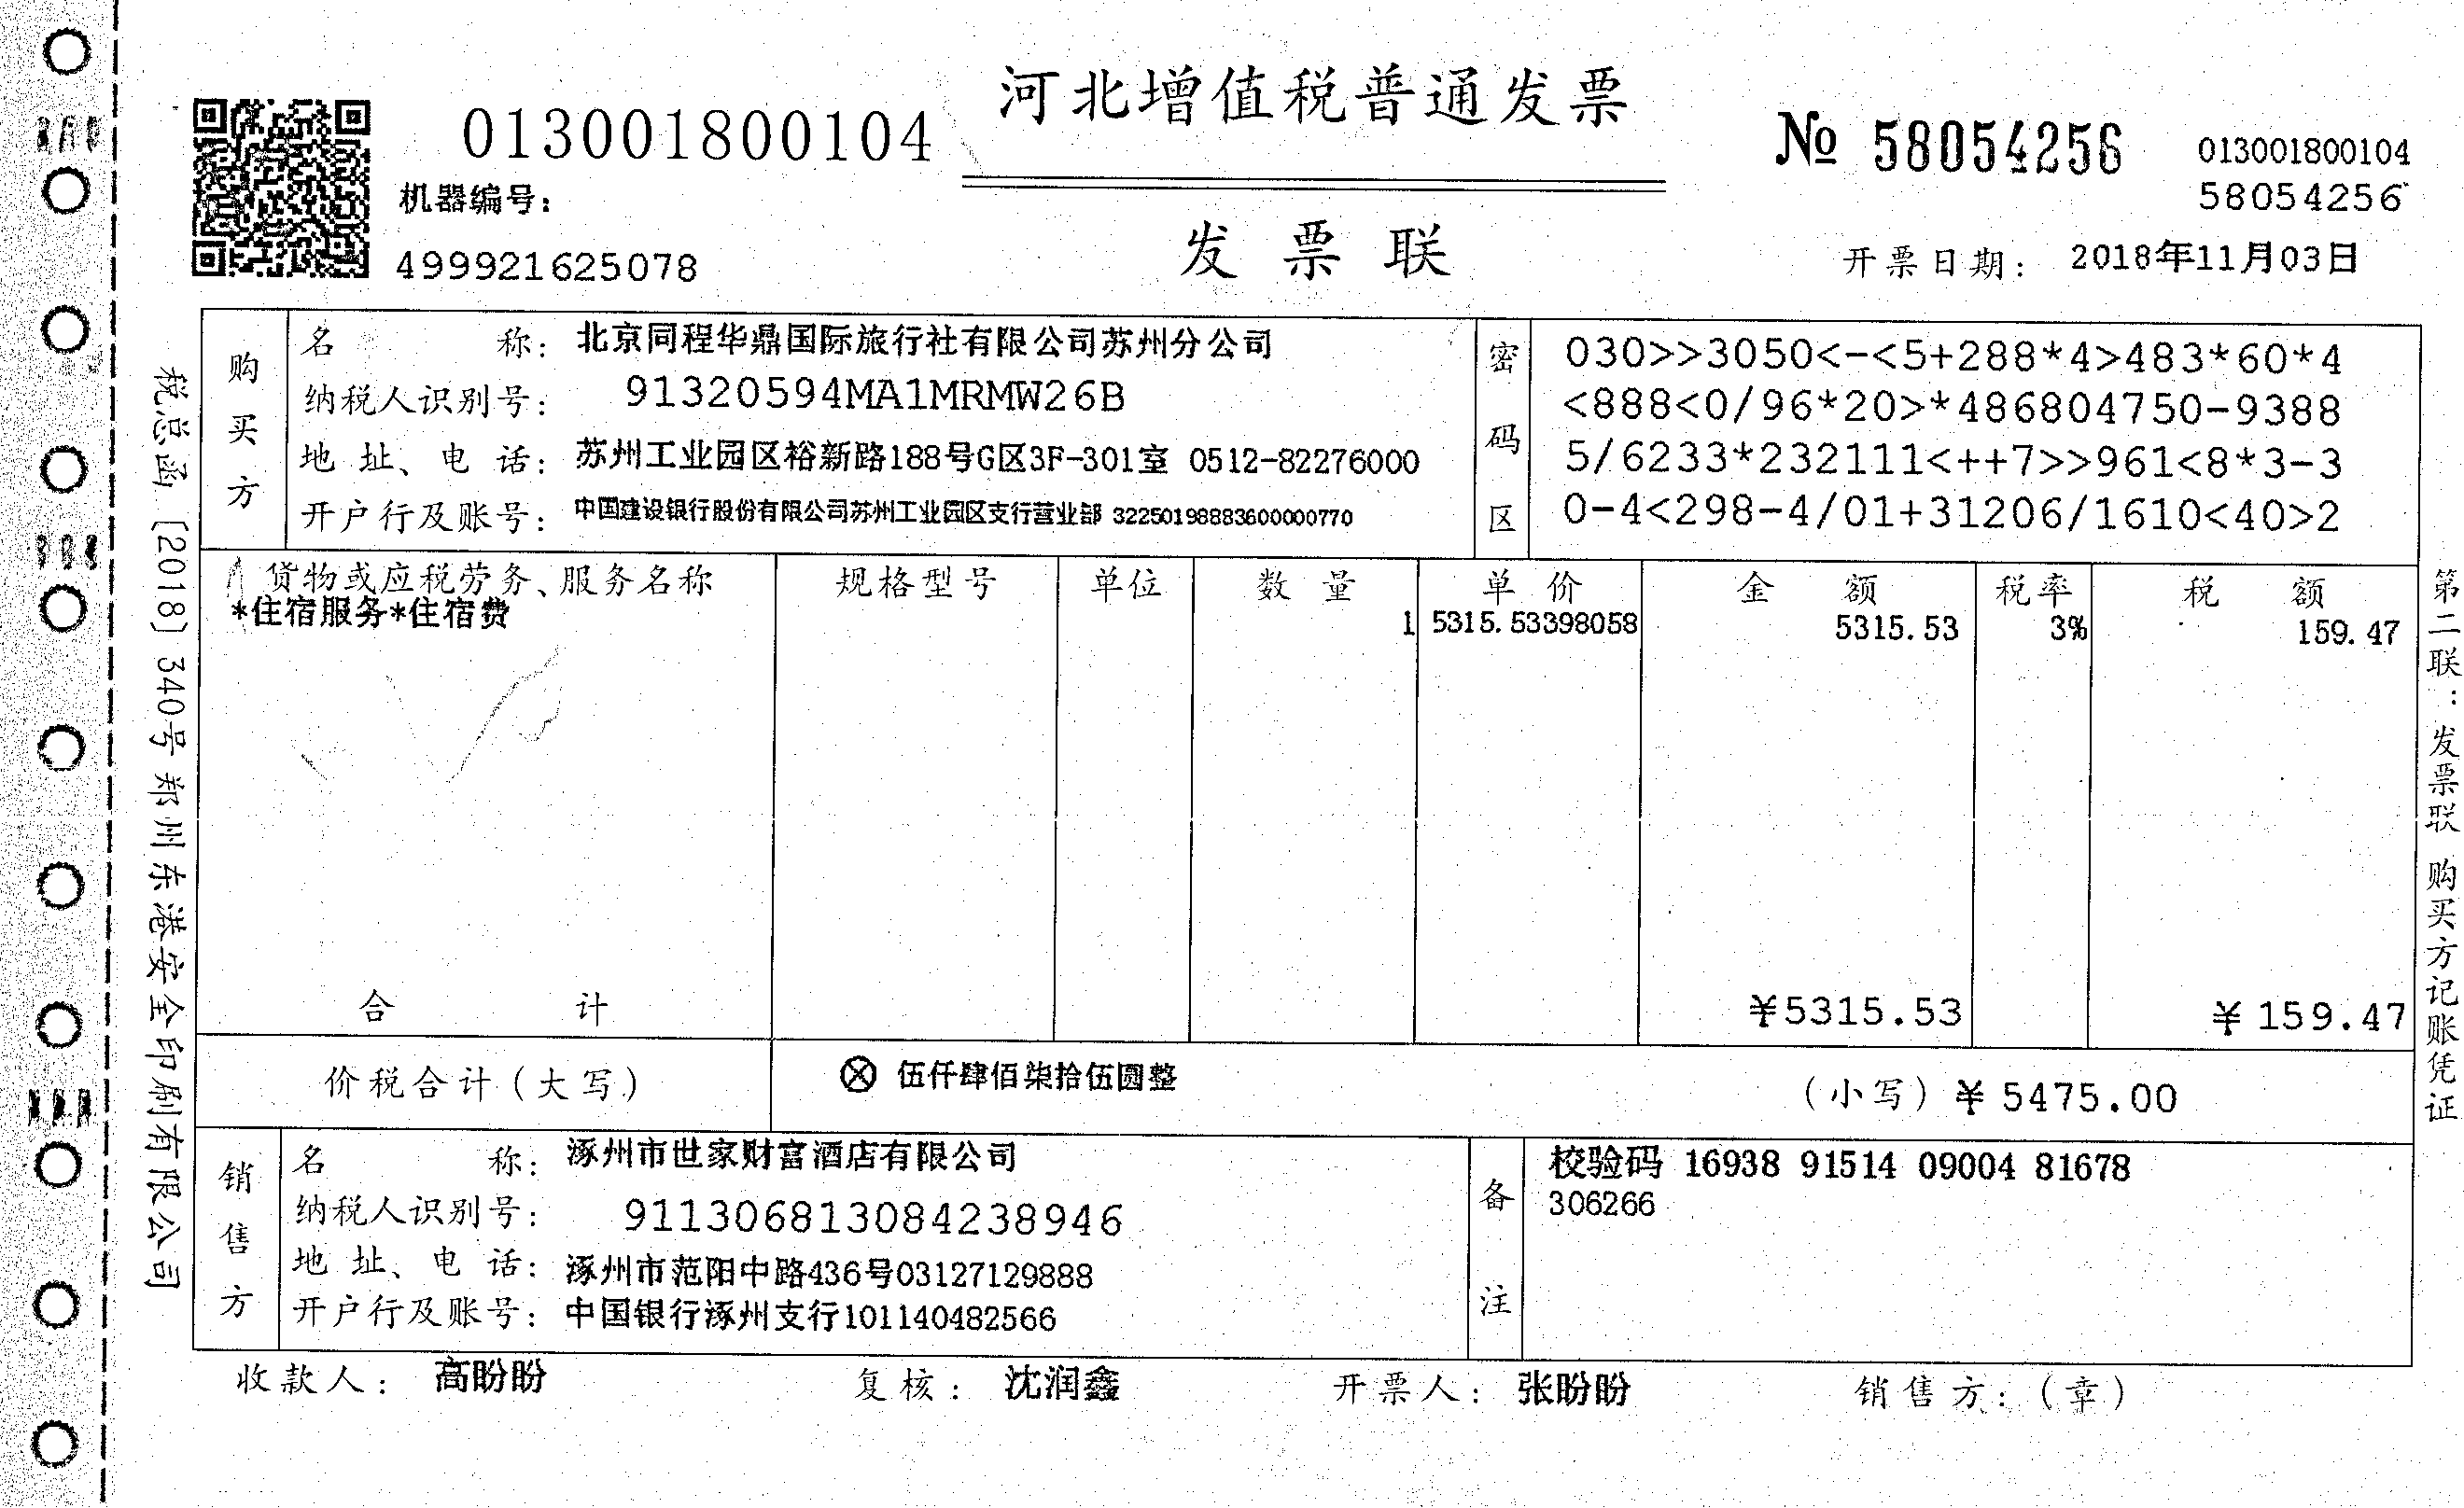 河北增值税普通发票
013001800104
№ 58054256
013001800104
58054256
机器编号：
499921625078
发票联
开票日期： 2018年11月03日
购买方
名称： 北京同程华鼎国际旅行社有限公司苏州分公司
纳税人识别号： 91320594MA1MRMW26B
地址、电话： 苏州工业园区裕新路188号G区3F-301室 0512-82276000
开户行及账号： 中国建设银行股份有限公司苏州工业园区支行营业部 32250198883600000770
密码区
030>>3050<-<5+288*4>483*60*4
<888<0/96*20>*486804750-9388
5/6233*232111<++7>>961<8*3-3
0-4<298-4/01+31206/1610<40>2
货物或应税劳务、服务名称 规格型号 单位 数量 单价 金额 税率 税额
*住宿服务*住宿费 1 5315.53398058 5315.53 3% 159.47
合计 ¥5315.53 ¥159.47
价税合计（大写） ⊗ 伍仟肆佰柒拾伍圆整 （小写）¥5475.00
销售方
名称： 涿州市世家财富酒店有限公司
纳税人识别号： 911306813084238946
地址、电话： 涿州市范阳中路436号03127129888
开户行及账号： 中国银行涿州支行101140482566
备注
校验码 16938 91514 09004 81678
306266
收款人： 高盼盼 复核： 沈润鑫 开票人： 张盼盼 销售方：（章）
税总函〔2018〕340号郑州东港安全印刷有限公司
第二联：发票联 购买方记账凭证